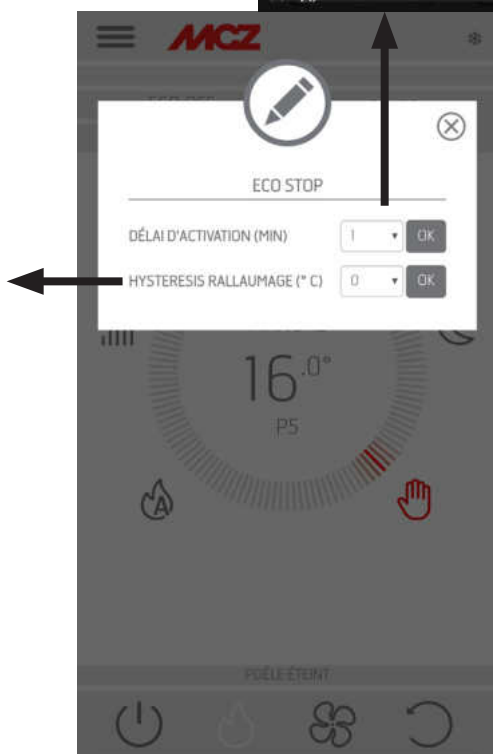 MCZ
ECO STOP
DÉLAI D'ACTIVATION (MIN) 1 OK
HYSTERESIS RALLAUMAGE (° C) 0 OK
16.0°
P5
A
POÊLE ÉTEINT